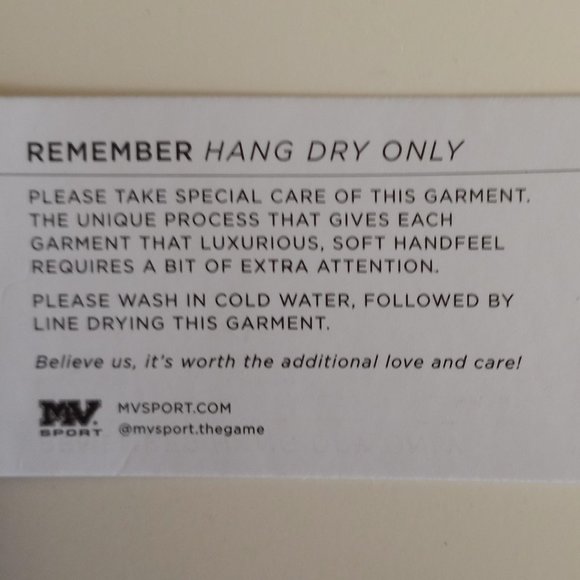 REMEMBER HANG DRY ONLY
PLEASE TAKE SPECIAL CARE OF THIS GARMENT.
THE UNIQUE PROCESS THAT GIVES EACH
GARMENT THAT LUXURIOUS, SOFT HANDFEEL
REQUIRES A BIT OF EXTRA ATTENTION.
PLEASE WASH IN COLD WATER, FOLLOWED BY
LINE DRYING THIS GARMENT.
Believe us, it's worth the additional love and care!
MV.
SPORT
MVSPORT.COM
@mvsport.thegame